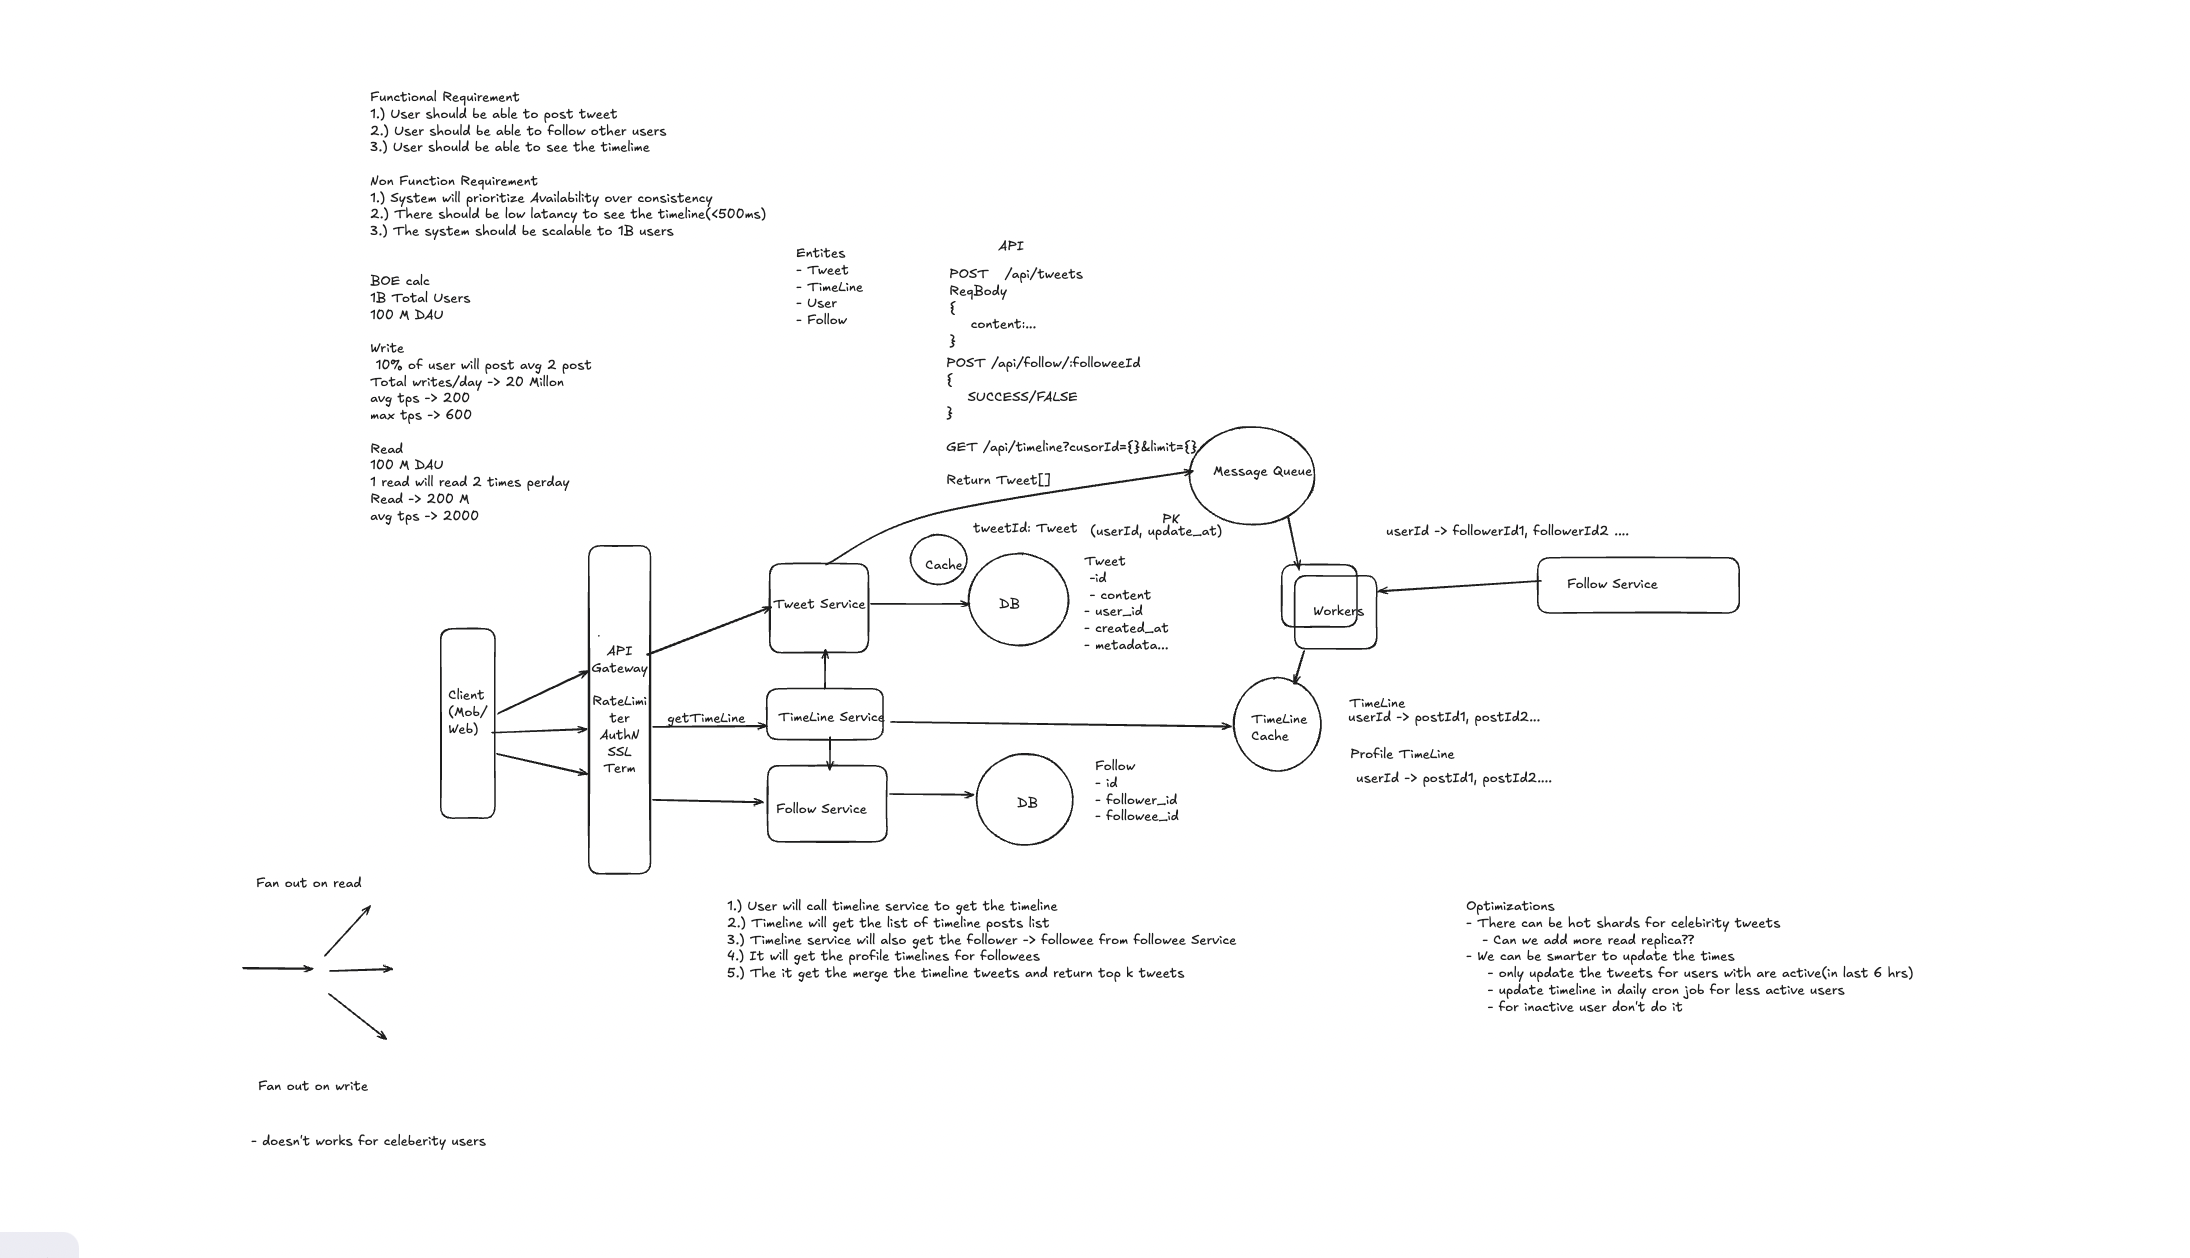 Functional Requirement
1.) User should be able to post tweet
2.) User should be able to follow other users
3.) User should be able to see the timelime
Non Function Requirement
1.) System will prioritize Availability over consistency
2.) There should be low latancy to see the timeline(<500ms)
3.) The system should be scalable to 1B users
BOE calc
1B Total Users
100 M DAU
Write
10% of user will post avg 2 post
Total writes/day -> 20 Millon
avg tps -> 200
max tps -> 600
Read
100 M DAU
1 read will read 2 times perday
Read -> 200 M
avg tps -> 2000
Entites
- Tweet
- TimeLine
- User
- Follow
API
POST /api/tweets
ReqBody
{
content:...
}
POST /api/follow/:followeeId
{
SUCCESS/FALSE
}
GET /api/timeline?cusorId={}&limit={}
Return Tweet[]
Message Queue
tweetId: Tweet
PK
(userId, update_at)
Cache
DB
Tweet
-id
- content
- user_id
- created_at
- metadata...
userId -> followerId1, followerId2 ....
Follow Service
Workers
Tweet Service
Client
(Mob/
Web)
API
Gateway
RateLimi
ter
AuthN
SSL
Term
getTimeLine
TimeLine Service
TimeLine
Cache
TimeLine
userId -> postId1, postId2...
Profile TimeLine
userId -> postId1, postId2....
Follow Service
DB
Follow
- id
- follower_id
- followee_id
Fan out on read
Fan out on write
- doesn't works for celeberity users
1.) User will call timeline service to get the timeline
2.) Timeline will get the list of timeline posts list
3.) Timeline service will also get the follower -> followee from followee Service
4.) It will get the profile timelines for followees
5.) The it get the merge the timeline tweets and return top k tweets
Optimizations
- There can be hot shards for celebirity tweets
- Can we add more read replica??
- We can be smarter to update the times
- only update the tweets for users with are active(in last 6 hrs)
- update timeline in daily cron job for less active users
- for inactive user don't do it